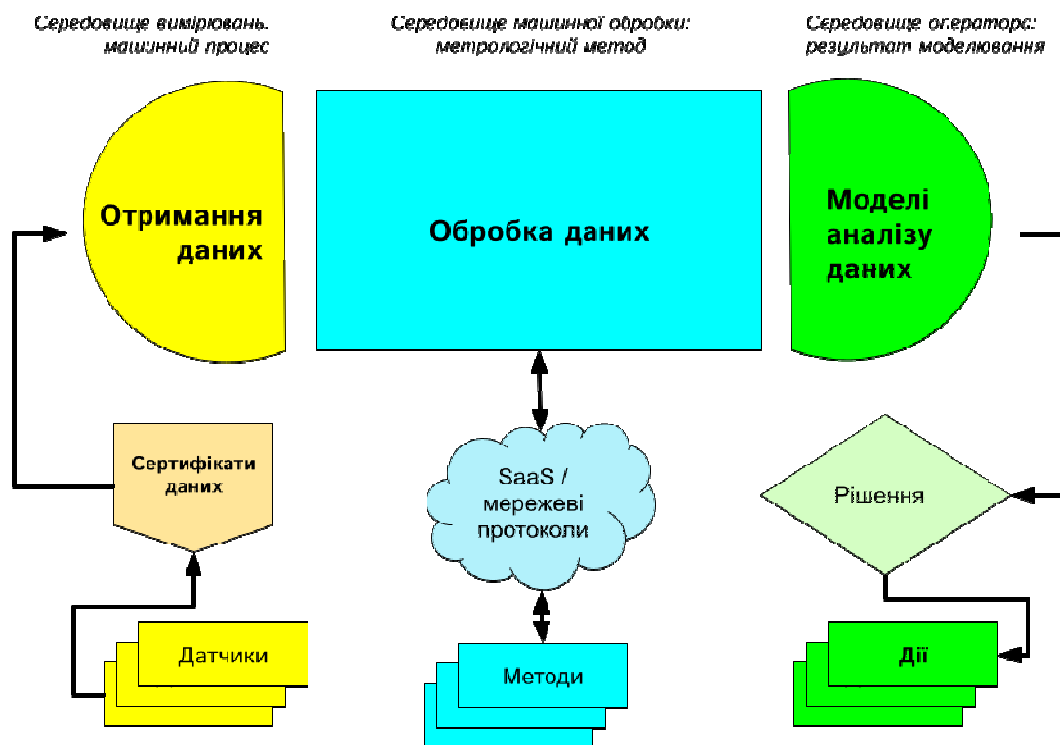 Середовище вимірювань.
машинний процес
Середовище машинної обробки:
метрологічний метод
Середовище оператора:
результат моделювання
Отримання
даних
Обробка даних
Моделі
аналізу
даних
Сертифікати
даних
SaaS /
мережеві
протоколи
Рішення
Датчики
Методи
Дії